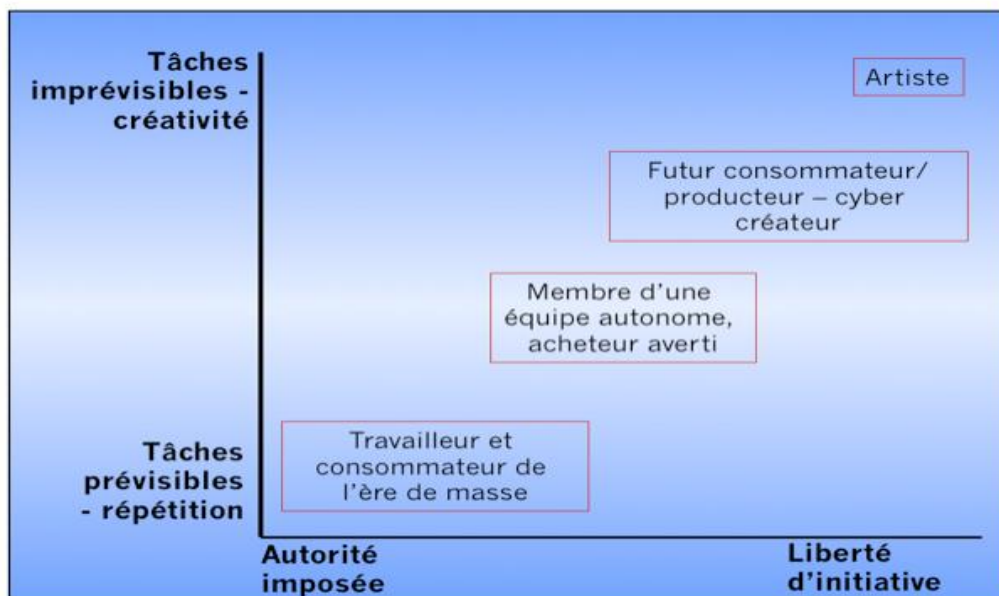 Tâches
imprévisibles -
créativité
Artiste
Futur consommateur/
producteur – cyber
créateur
Membre d'une
équipe autonome,
acheteur averti
Travailleur et
consommateur de
l'ère de masse
Tâches
prévisibles
- répétition
Autorité
imposée
Liberté
d'initiative